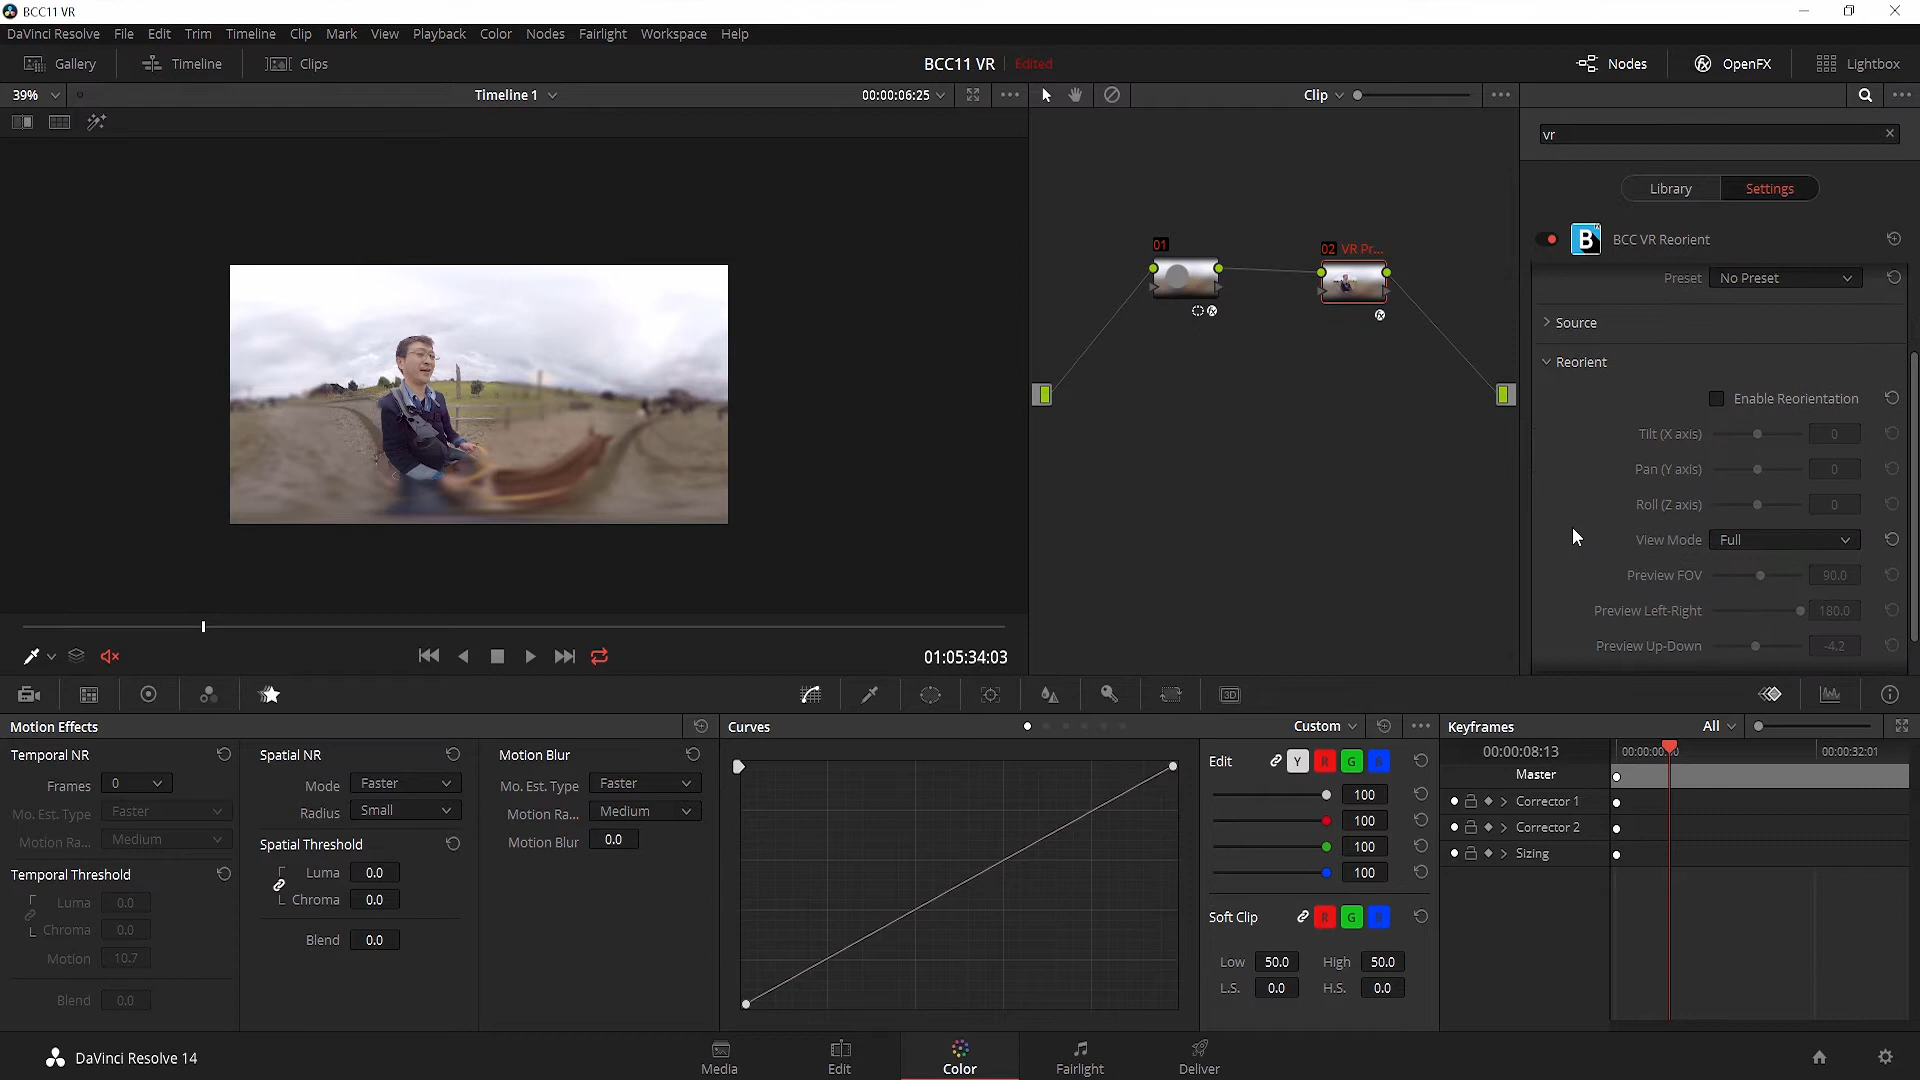 BCC11 VR
DaVinci Resolve File Edit Trim Timeline Clip Mark View Playback Color Nodes Fairlight Workspace Help
Gallery Timeline Clips BCC11 VR Edited Nodes OpenFX Lightbox
39% Timeline 1 00:00:06:25 Clip
vr
Library Settings
BCC VR Reorient
01
02 VR Pr...
Preset No Preset
Source
Reorient
Enable Reorientation
Tilt (X axis) 0
Pan (Y axis) 0
Roll (Z axis) 0
View Mode Full
Preview FOV 90.0
Preview Left-Right 180.0
Preview Up-Down -4.2
01:05:34:03
3D
Motion Effects
Temporal NR
Frames 0
Mo. Est. Type Faster
Motion Ra... Medium
Temporal Threshold
Luma 0.0
Chroma 0.0
Motion 10.7
Blend 0.0
Spatial NR
Mode Faster
Radius Small
Spatial Threshold
Luma 0.0
Chroma 0.0
Blend 0.0
Motion Blur
Mo. Est. Type Faster
Motion Ra... Medium
Motion Blur 0.0
Curves Custom
Edit Y R G B
100
100
100
100
Soft Clip R G B
Low 50.0 High 50.0
L.S. 0.0 H.S. 0.0
Keyframes All
00:00:08:13 00:00:32:01
Master
Corrector 1
Corrector 2
Sizing
DaVinci Resolve 14
Media Edit Color Fairlight Deliver